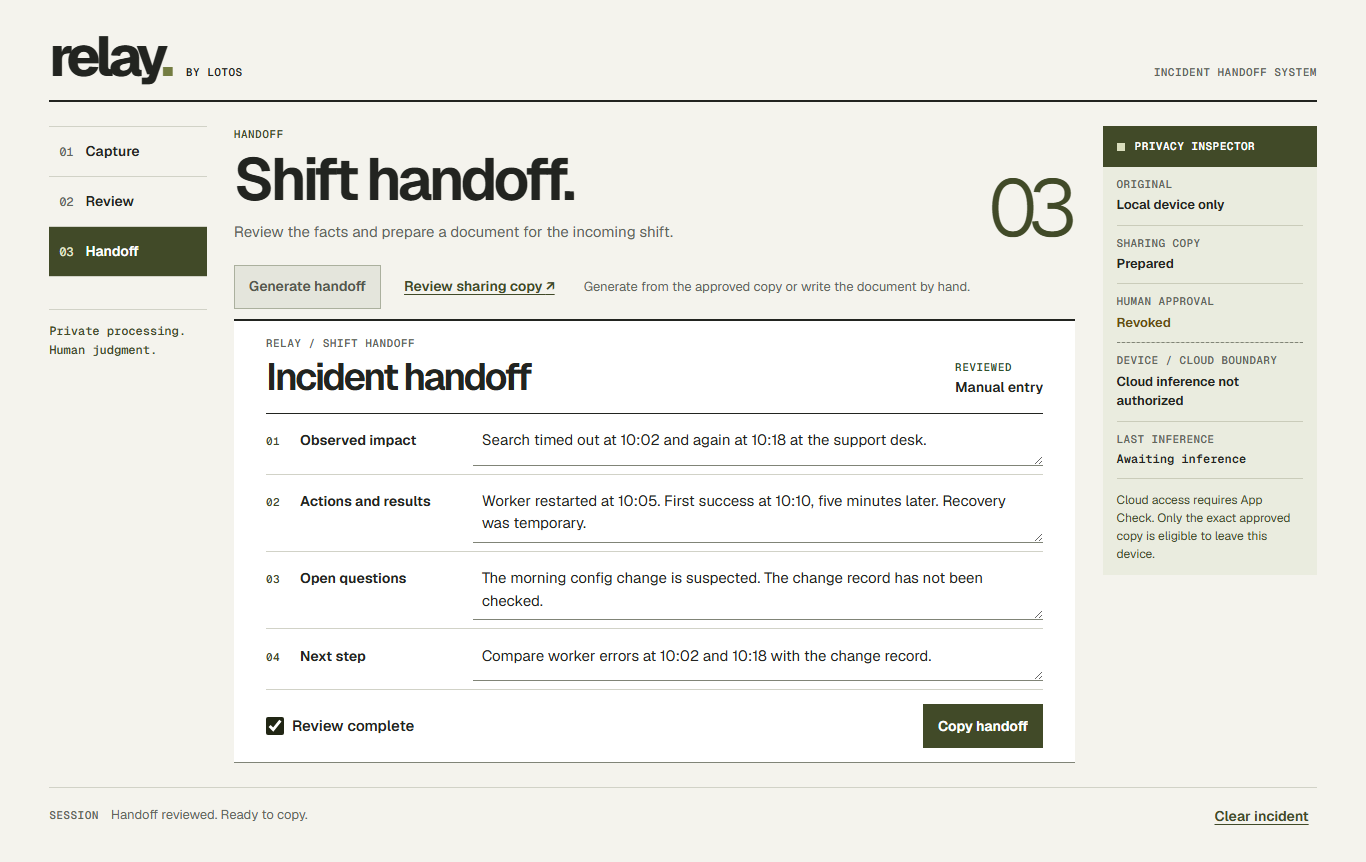 relay. BY LOTOS
INCIDENT HANDOFF SYSTEM
01 Capture
02 Review
03 Handoff
Private processing.
Human judgment.
HANDOFF
Shift handoff.
Review the facts and prepare a document for the incoming shift.
03
Generate handoff
Review sharing copy ↗
Generate from the approved copy or write the document by hand.
RELAY / SHIFT HANDOFF
Incident handoff
REVIEWED
Manual entry
01 Observed impact
Search timed out at 10:02 and again at 10:18 at the support desk.
02 Actions and results
Worker restarted at 10:05. First success at 10:10, five minutes later. Recovery
was temporary.
03 Open questions
The morning config change is suspected. The change record has not been
checked.
04 Next step
Compare worker errors at 10:02 and 10:18 with the change record.
Review complete
Copy handoff
PRIVACY INSPECTOR
ORIGINAL
Local device only
SHARING COPY
Prepared
HUMAN APPROVAL
Revoked
DEVICE / CLOUD BOUNDARY
Cloud inference not
authorized
LAST INFERENCE
Awaiting inference
Cloud access requires App
Check. Only the exact approved
copy is eligible to leave this
device.
SESSION Handoff reviewed. Ready to copy.
Clear incident